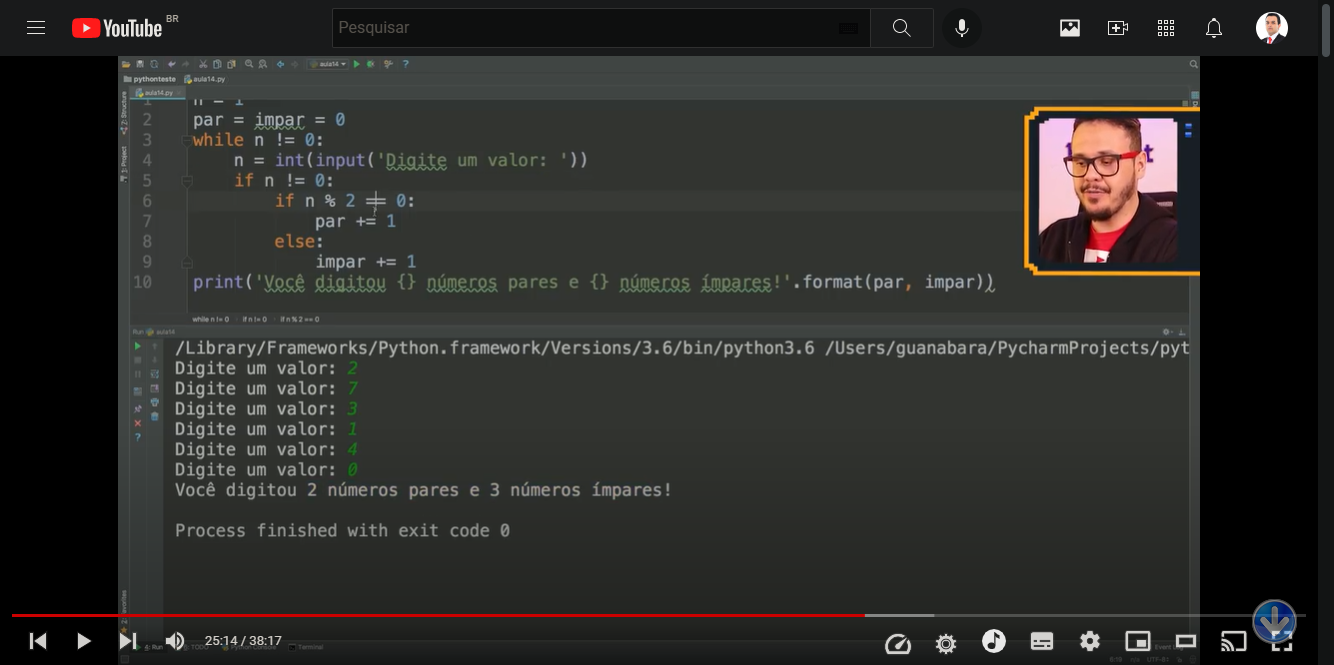 YouTube BR
Pesquisar
aula14.py
pythonteste aula14.py
aula14.py
1 n = 1
2 par = impar = 0
3 while n != 0:
4 n = int(input('Digite um valor: '))
5 if n != 0:
6 if n % 2 == 0:
7 par += 1
8 else:
9 impar += 1
10 print('Você digitou {} números pares e {} números ímpares!'.format(par, impar))
while n != 0 if n != 0 if n % 2 == 0
Run aula14
/Library/Frameworks/Python.framework/Versions/3.6/bin/python3.6 /Users/guanabara/PycharmProjects/pyt
Digite um valor: 2
Digite um valor: 7
Digite um valor: 3
Digite um valor: 1
Digite um valor: 4
Digite um valor: 0
Você digitou 2 números pares e 3 números ímpares!
Process finished with exit code 0
25:14 / 38:17
4: Run TODO Python Console Terminal